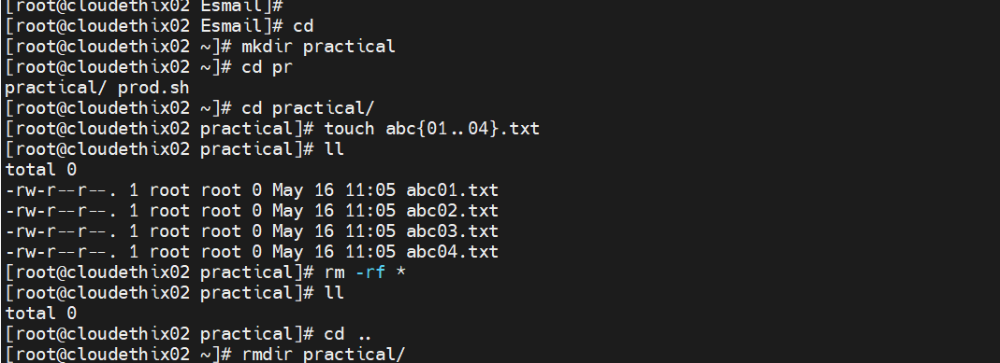 [root@cloudethix02 Esmail]#
[root@cloudethix02 Esmail]# cd
[root@cloudethix02 ~]# mkdir practical
[root@cloudethix02 ~]# cd pr
practical/ prod.sh
[root@cloudethix02 ~]# cd practical/
[root@cloudethix02 practical]# touch abc{01..04}.txt
[root@cloudethix02 practical]# ll
total 0
-rw-r--r--. 1 root root 0 May 16 11:05 abc01.txt
-rw-r--r--. 1 root root 0 May 16 11:05 abc02.txt
-rw-r--r--. 1 root root 0 May 16 11:05 abc03.txt
-rw-r--r--. 1 root root 0 May 16 11:05 abc04.txt
[root@cloudethix02 practical]# rm -rf *
[root@cloudethix02 practical]# ll
total 0
[root@cloudethix02 practical]# cd ..
[root@cloudethix02 ~]# rmdir practical/